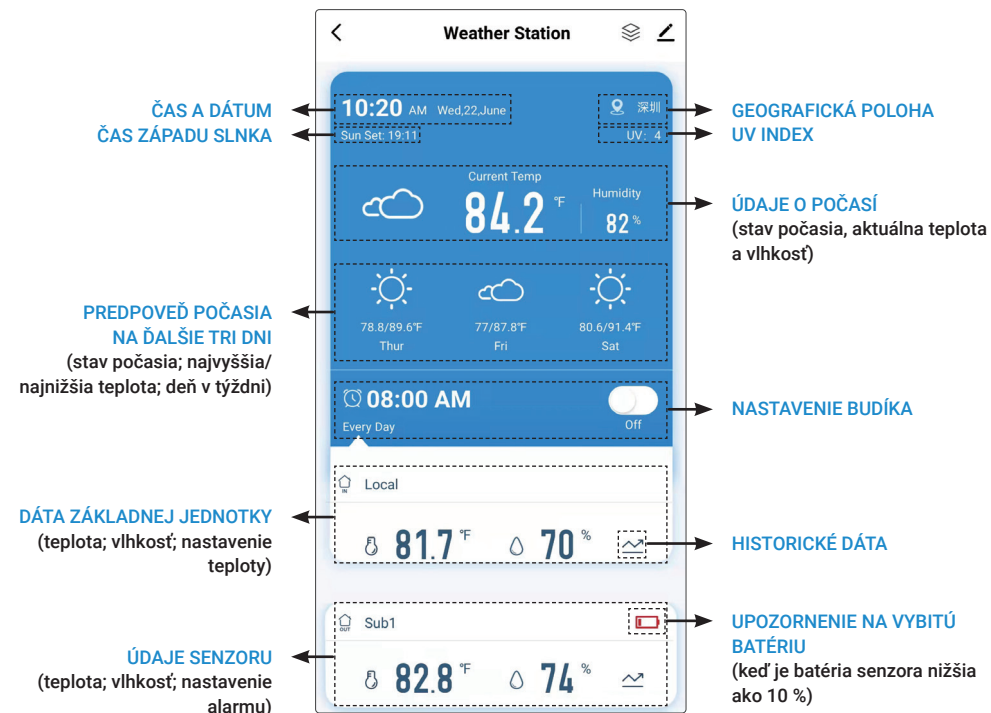 Weather Station
ČAS A DÁTUM
ČAS ZÁPADU SLNKA
10:20 AM Wed,22,June
深圳
Sun Set: 19:11
UV: 4
GEOGRAFICKÁ POLOHA
UV INDEX
Current Temp
84.2 °F
Humidity
82 %
ÚDAJE O POČASÍ
(stav počasia, aktuálna teplota
a vlhkosť)
PREDPOVEĎ POČASIA
NA ĎALŠIE TRI DNI
(stav počasia; najvyššia/
najnižšia teplota; deň v týždni)
78.8/89.6°F
77/87.8°F
80.6/91.4°F
Thur
Fri
Sat
08:00 AM
Every Day
Off
NASTAVENIE BUDÍKA
DÁTA ZÁKLADNEJ JEDNOTKY
(teplota; vlhkosť; nastavenie
teploty)
IN
Local
81.7 °F
70 %
HISTORICKÉ DÁTA
ÚDAJE SENZORU
(teplota; vlhkosť; nastavenie
alarmu)
OUT
Sub1
82.8 °F
74 %
UPOZORNENIE NA VYBITÚ
BATÉRIU
(keď je batéria senzora nižšia
ako 10 %)